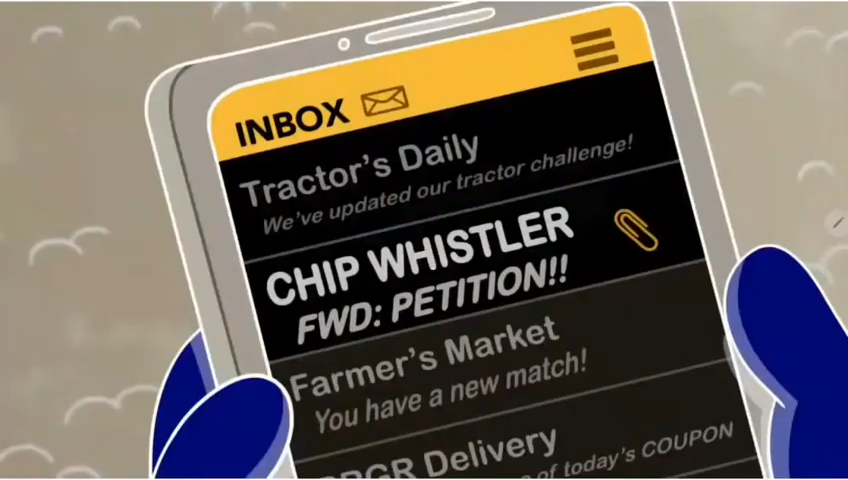 INBOX
Tractor's Daily
We've updated our tractor challenge!
CHIP WHISTLER
FWD: PETITION!!
Farmer's Market
You have a new match!
Delivery
of today's COUPON